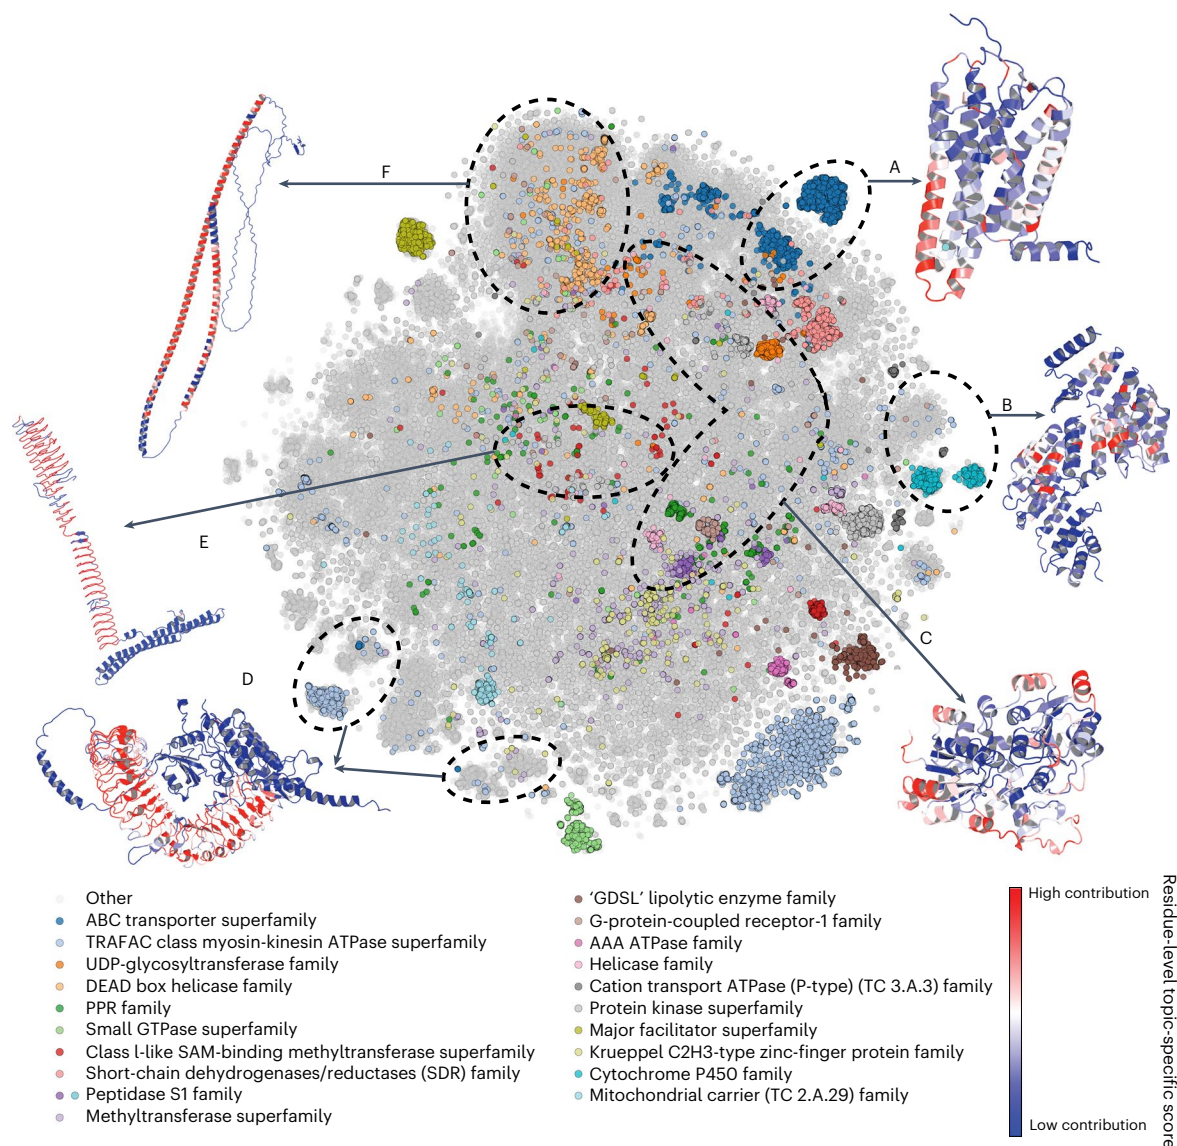 F
A
B
E
C
D
Other
ABC transporter superfamily
TRAFAC class myosin-kinesin ATPase superfamily
UDP-glycosyltransferase family
DEAD box helicase family
PPR family
Small GTPase superfamily
Class l-like SAM-binding methyltransferase superfamily
Short-chain dehydrogenases/reductases (SDR) family
Peptidase S1 family
Methyltransferase superfamily
‘GDSL’ lipolytic enzyme family
G-protein-coupled receptor-1 family
AAA ATPase family
Helicase family
Cation transport ATPase (P-type) (TC 3.A.3) family
Protein kinase superfamily
Major facilitator superfamily
Krueppel C2H3-type zinc-finger protein family
Cytochrome P450 family
Mitochondrial carrier (TC 2.A.29) family
High contribution
Low contribution
Residue-level topic-specific score